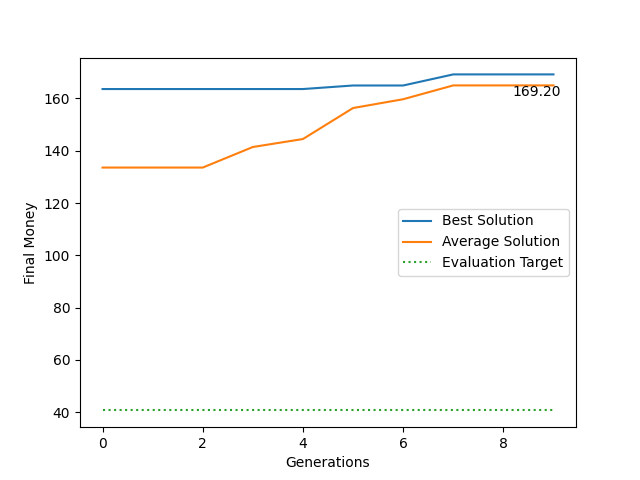 160
140
120
100
80
60
40
Final Money
169.20
Best Solution
Average Solution
Evaluation Target
0 2 4 6 8
Generations